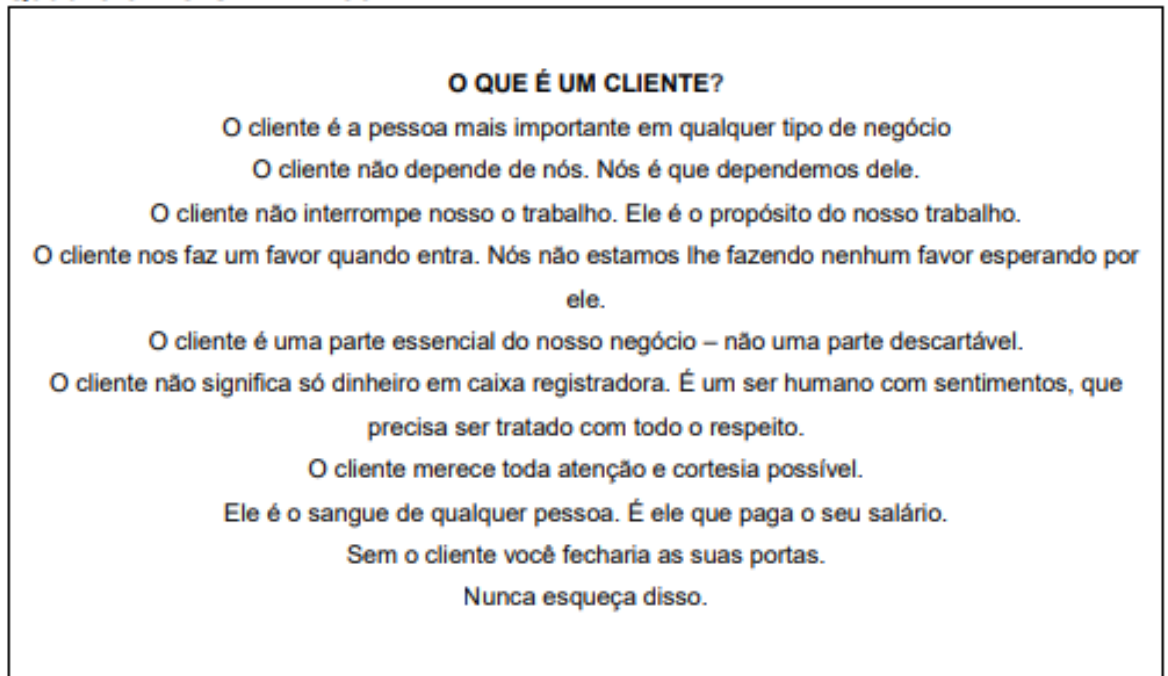 O QUE É UM CLIENTE?
O cliente é a pessoa mais importante em qualquer tipo de negócio
O cliente não depende de nós. Nós é que dependemos dele.
O cliente não interrompe nosso o trabalho. Ele é o propósito do nosso trabalho.
O cliente nos faz um favor quando entra. Nós não estamos lhe fazendo nenhum favor esperando por
ele.
O cliente é uma parte essencial do nosso negócio – não uma parte descartável.
O cliente não significa só dinheiro em caixa registradora. É um ser humano com sentimentos, que
precisa ser tratado com todo o respeito.
O cliente merece toda atenção e cortesia possível.
Ele é o sangue de qualquer pessoa. É ele que paga o seu salário.
Sem o cliente você fecharia as suas portas.
Nunca esqueça disso.